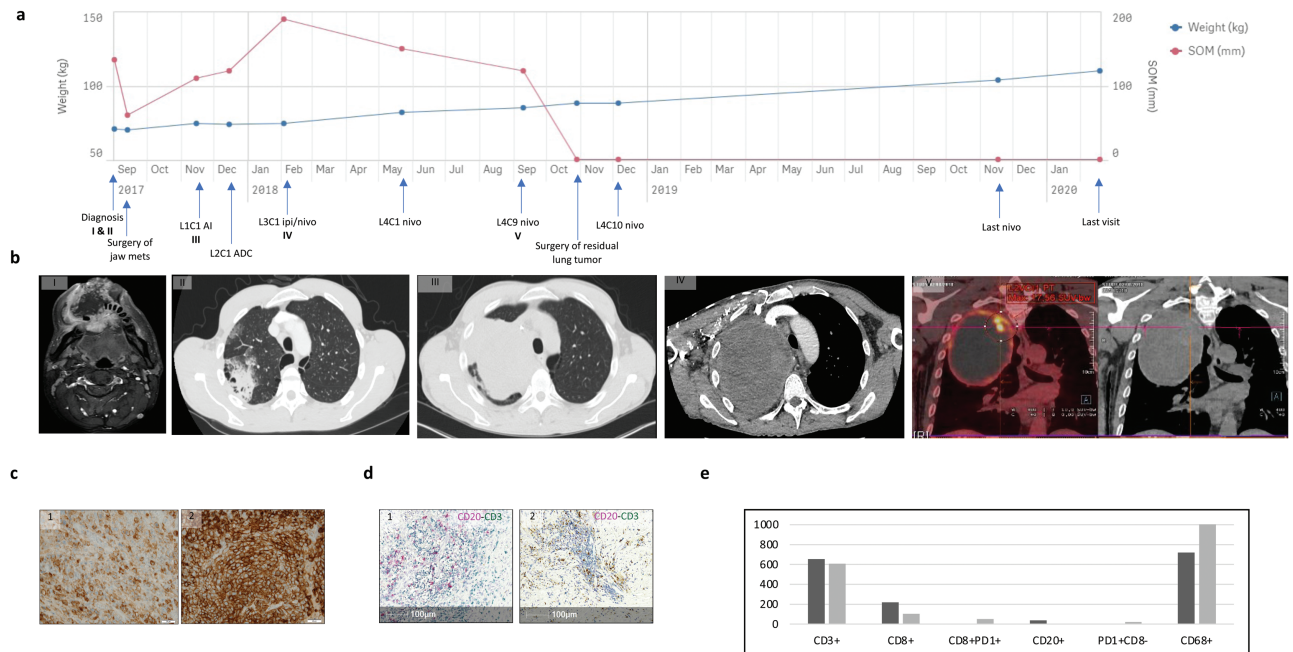 a
150
200
Weight (kg)
SOM (mm)
Weight (kg)
100
100
SOM (mm)
50
0
Sep Oct Nov Dec Jan Feb Mar Apr May Jun Jul Aug Sep Oct Nov Dec Jan Feb Mar Apr May Jun Jul Aug Sep Oct Nov Dec Jan
2017 2018 2019 2020
Diagnosis
I & II
Surgery of
jaw mets
L1C1 AI
III
L2C1 ADC
L3C1 ipi/nivo
IV
L4C1 nivo
L4C9 nivo
V
Surgery of residual
lung tumor
L4C10 nivo
Last nivo
Last visit
b
I
II
III
IV
V
[R]
[A]
c
1
2
d
1
CD20-CD3
100µm
2
CD20-CD3
100µm
e
1000
800
600
400
200
0
CD3+ CD8+ CD8+PD1+ CD20+ PD1+CD8- CD68+